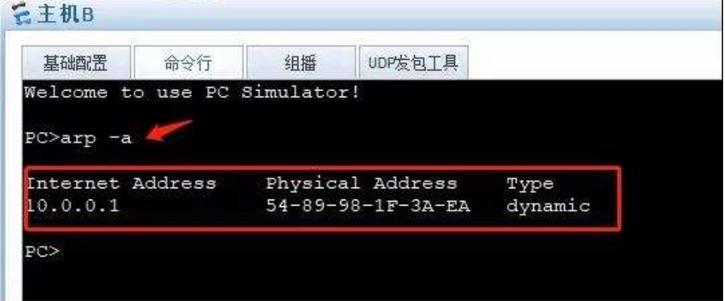 主机B
基础配置 命令行 组播 UDP发包工具
Welcome to use PC Simulator!
PC>arp -a
Internet Address Physical Address Type
10.0.0.1 54-89-98-1F-3A-EA dynamic
PC>